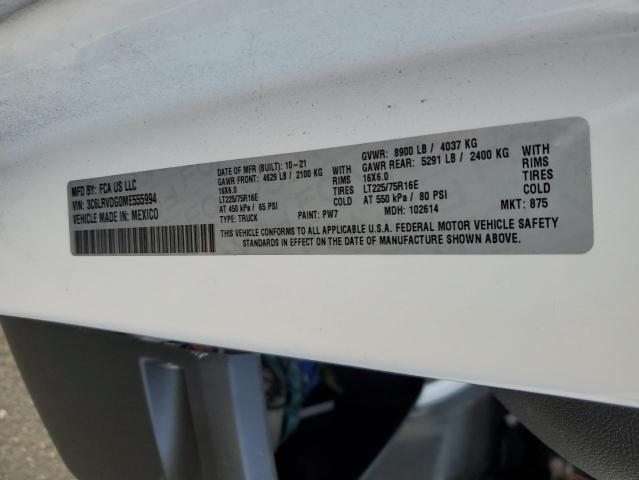 MFD BY: FCA US LLC
DATE OF MFR (BUILT): 10-21
GVWR: 8900 LB / 4037 KG
VIN: 3C6LRVDG0ME555994
GAWR FRONT: 4629 LB / 2100 KG
WITH
GAWR REAR: 5291 LB / 2400 KG
WITH
VEHICLE MADE IN: MEXICO
16X6.0
RIMS
16X6.0
RIMS
LT225/75R16E
TIRES
LT225/75R16E
TIRES
AT 450 kPa / 65 PSI
COLD
AT 550 kPa / 80 PSI
COLD
TYPE: TRUCK
PAINT: PW7
MDH: 102614
MKT: 875
THIS VEHICLE CONFORMS TO ALL APPLICABLE U.S.A. FEDERAL MOTOR VEHICLE SAFETY
STANDARDS IN EFFECT ON THE DATE OF MANUFACTURE SHOWN ABOVE.